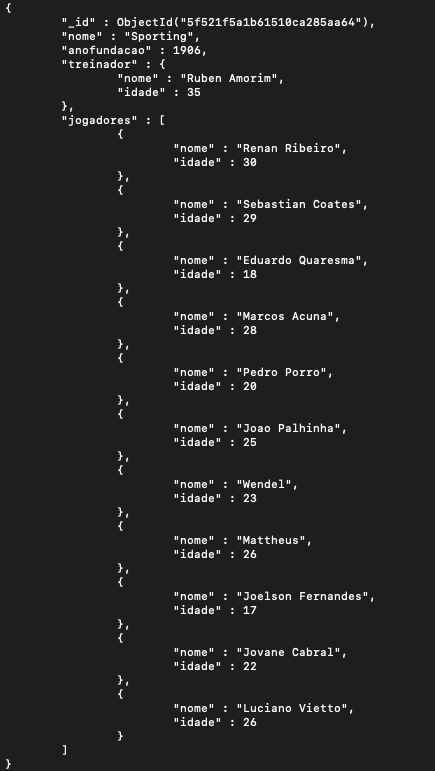 {
"_id" : ObjectId("5f521f5a1b61510ca285aa64"),
"nome" : "Sporting",
"anofundacao" : 1906,
"treinador" : {
"nome" : "Ruben Amorim",
"idade" : 35
},
"jogadores" : [
{
"nome" : "Renan Ribeiro",
"idade" : 30
},
{
"nome" : "Sebastian Coates",
"idade" : 29
},
{
"nome" : "Eduardo Quaresma",
"idade" : 18
},
{
"nome" : "Marcos Acuna",
"idade" : 28
},
{
"nome" : "Pedro Porro",
"idade" : 20
},
{
"nome" : "Joao Palhinha",
"idade" : 25
},
{
"nome" : "Wendel",
"idade" : 23
},
{
"nome" : "Mattheus",
"idade" : 26
},
{
"nome" : "Joelson Fernandes",
"idade" : 17
},
{
"nome" : "Jovane Cabral",
"idade" : 22
},
{
"nome" : "Luciano Vietto",
"idade" : 26
}
]
}